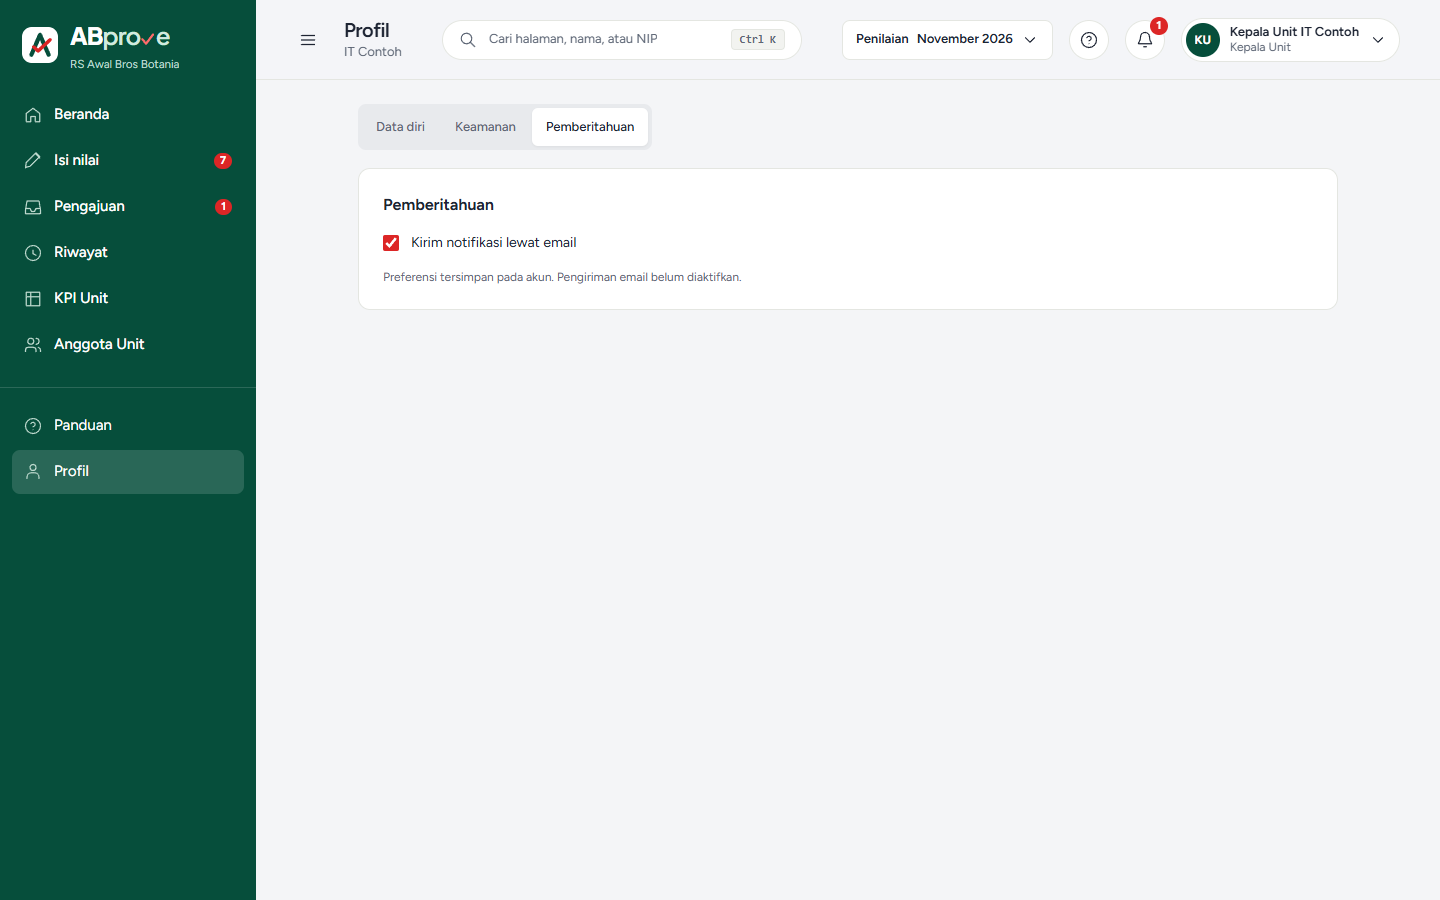 ABprove
RS Awal Bros Botania
Beranda
Isi nilai 7
Pengajuan 1
Riwayat
KPI Unit
Anggota Unit
Panduan
Profil
Profil
IT Contoh
Cari halaman, nama, atau NIP Ctrl K
Penilaian November 2026
1
KU
Kepala Unit IT Contoh
Kepala Unit
Data diri Keamanan Pemberitahuan
Pemberitahuan
Kirim notifikasi lewat email
Preferensi tersimpan pada akun. Pengiriman email belum diaktifkan.